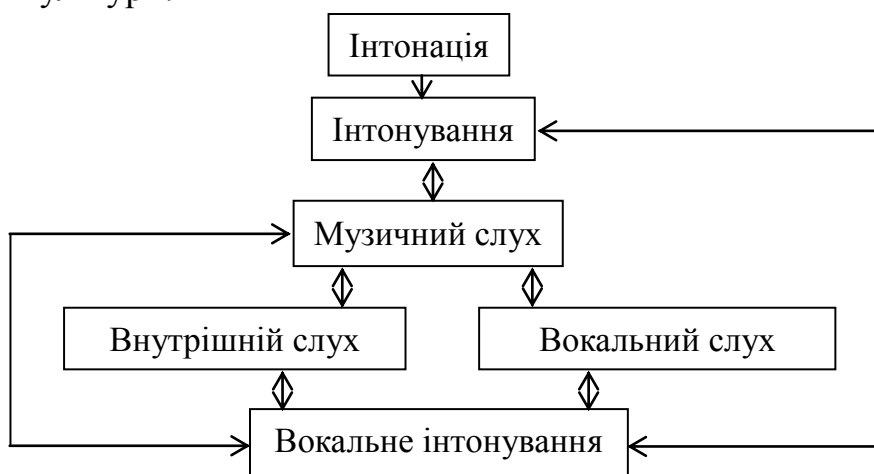 Інтонація
Інтонування
Музичний слух
Внутрішній слух
Вокальний слух
Вокальне інтонування